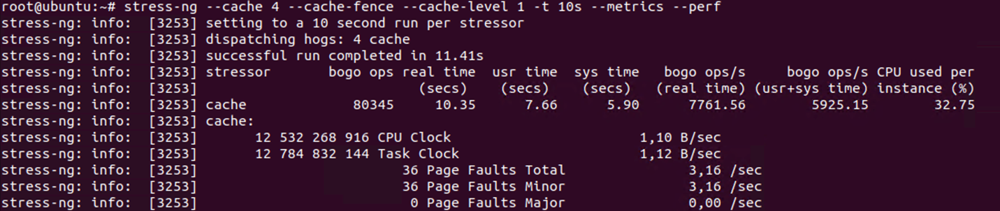 root@ubuntu:~# stress-ng --cache 4 --cache-fence --cache-level 1 -t 10s --metrics --perf
stress-ng: info:  [3253] setting to a 10 second run per stressor
stress-ng: info:  [3253] dispatching hogs: 4 cache
stress-ng: info:  [3253] successful run completed in 11.41s
stress-ng: info:  [3253] stressor       bogo ops real time  usr time  sys time   bogo ops/s     bogo ops/s CPU used per
stress-ng: info:  [3253]                           (secs)    (secs)    (secs)   (real time) (usr+sys time) instance (%)
stress-ng: info:  [3253] cache             80345     10.35      7.66      5.90      7761.56        5925.15        32.75
stress-ng: info:  [3253] cache:
stress-ng: info:  [3253]       12 532 268 916 CPU Clock                       1,10 B/sec
stress-ng: info:  [3253]       12 784 832 144 Task Clock                      1,12 B/sec
stress-ng: info:  [3253]                         36 Page Faults Total               3,16 /sec
stress-ng: info:  [3253]                         36 Page Faults Minor               3,16 /sec
stress-ng: info:  [3253]                          0 Page Faults Major               0,00 /sec